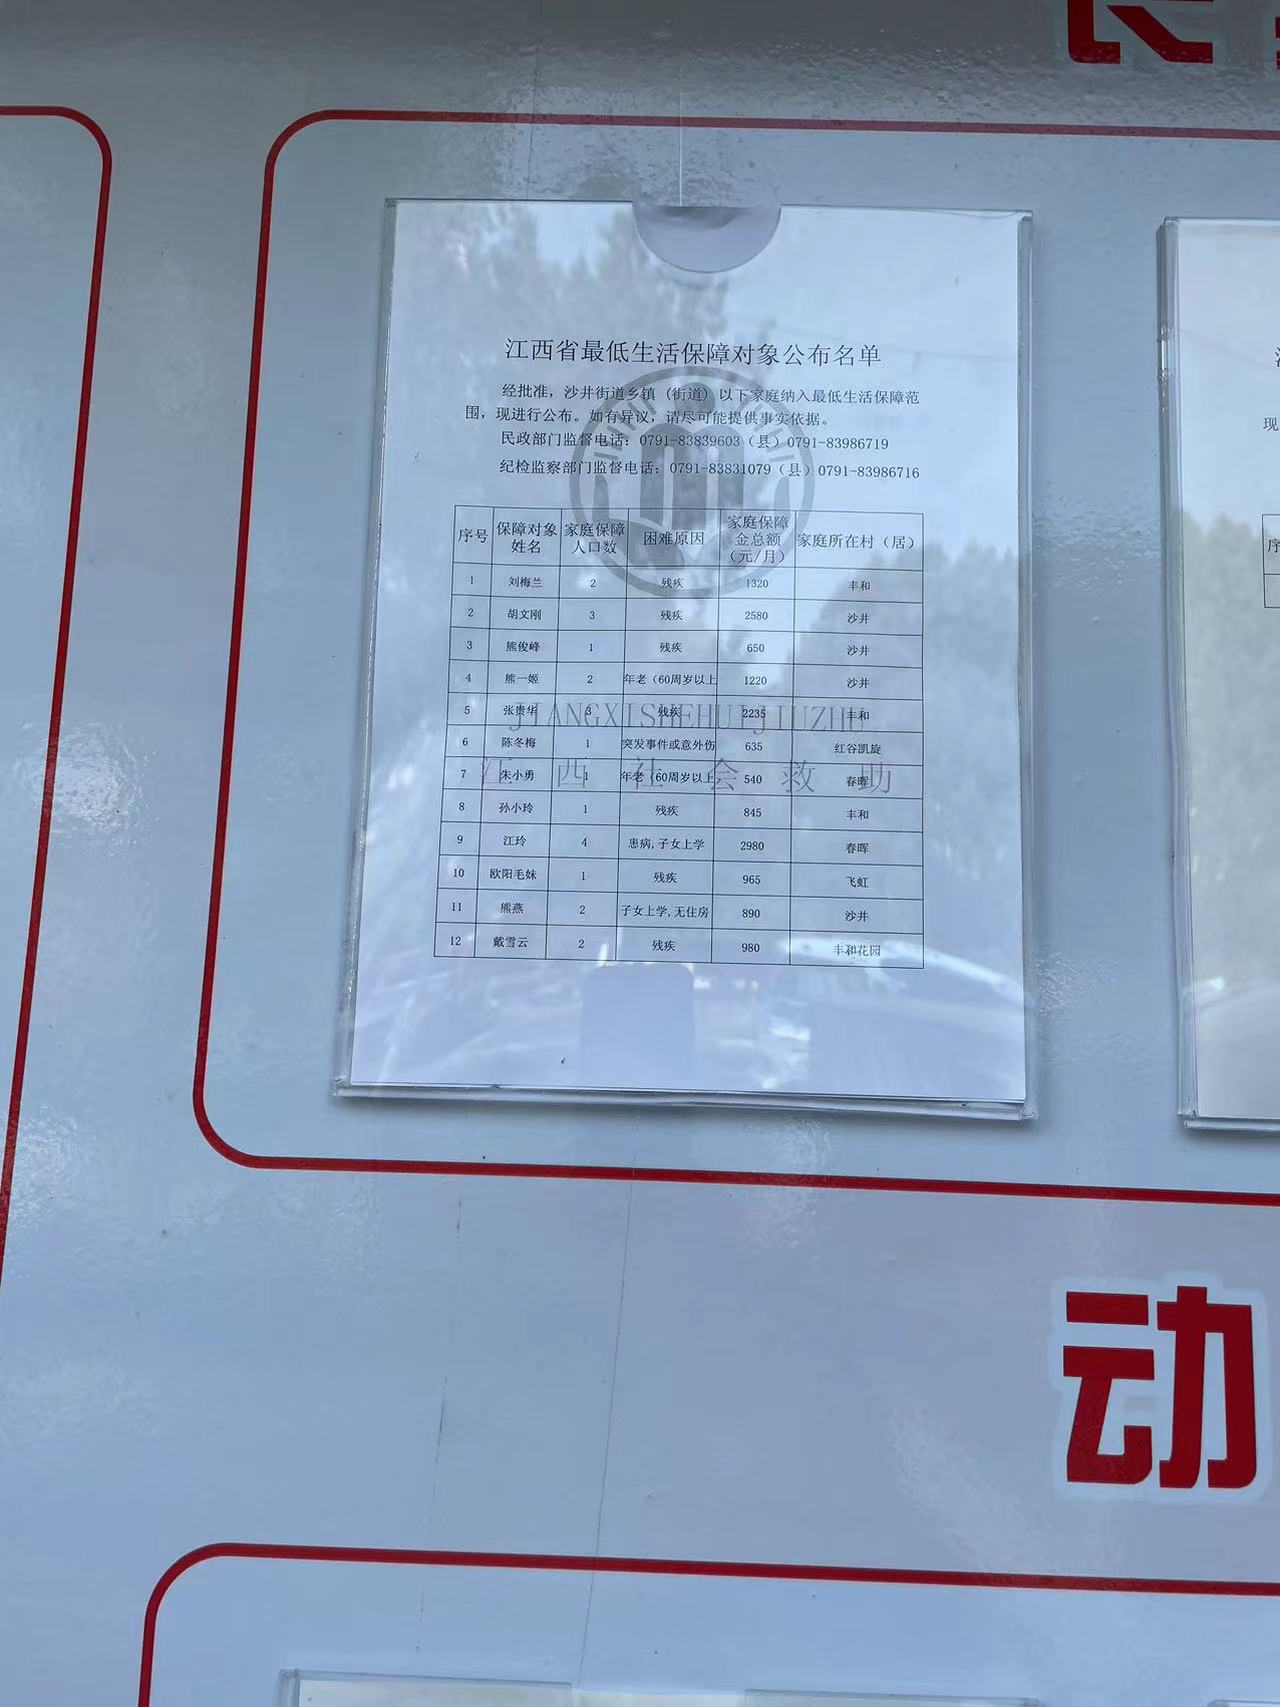 江西省最低生活保障对象公布名单
经批准，沙井街道乡镇（街道）以下家庭纳入最低生活保障范
围，现进行公布。如有异议，请尽可能提供事实依据。
民政部门监督电话：0791-83839603（县）0791-83986719
纪检监察部门监督电话：0791-83831079（县）0791-83986716
序号 保障对象姓名 家庭保障人口数 困难原因 家庭保障金总额（元/月） 家庭所在村（居）
1 刘梅兰 2 残疾 1320 丰和
2 胡文刚 3 残疾 2580 沙井
3 熊俊峰 1 残疾 650 沙井
4 熊一姬 2 年老（60周岁以上 1220 沙井
5 张贵华 3 残疾 2235 丰和
JIANGXISHEHUIJIUZHU
6 陈冬梅 1 突发事件或意外伤 635 红谷凯旋
7 朱小勇 1 年老（60周岁以上 540 春晖
江西社会救助
8 孙小玲 1 残疾 845 丰和
9 江玲 4 患病,子女上学 2980 春晖
10 欧阳毛妹 1 残疾 965 飞虹
11 熊燕 2 子女上学,无住房 890 沙井
12 戴雪云 2 残疾 980 丰和花园
现
序
动